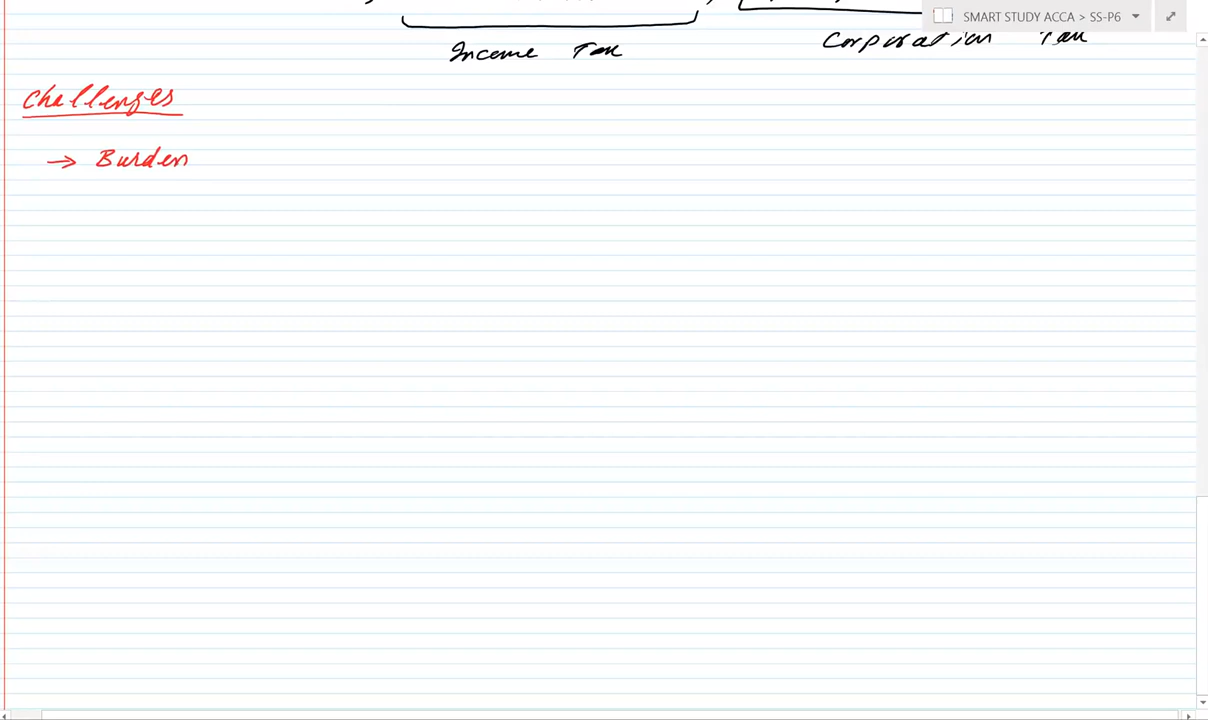 SMART STUDY ACCA > SS-P6
Income Tax
Corporation Tax
Challenges
→ Burden